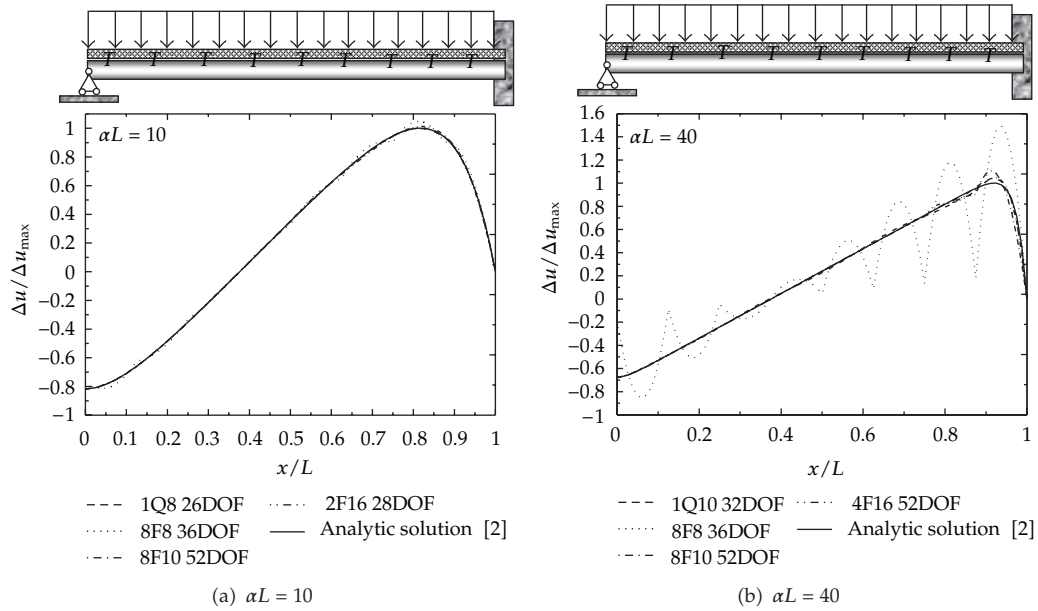 T T T T T T T T T
αL = 10
1
0.8
0.6
0.4
0.2
0
−0.2
−0.4
−0.6
−0.8
−1
Δu/Δu_max
0 0.1 0.2 0.3 0.4 0.5 0.6 0.7 0.8 0.9 1
x/L
1Q8 26DOF
8F8 36DOF
8F10 52DOF
2F16 28DOF
Analytic solution [2]
(a) αL = 10
T T T T T T T T T
αL = 40
1.6
1.4
1.2
1
0.8
0.6
0.4
0.2
0
−0.2
−0.4
−0.6
−0.8
−1
Δu/Δu_max
0 0.2 0.4 0.6 0.8 1
x/L
1Q10 32DOF
8F8 36DOF
8F10 52DOF
4F16 52DOF
Analytic solution [2]
(b) αL = 40